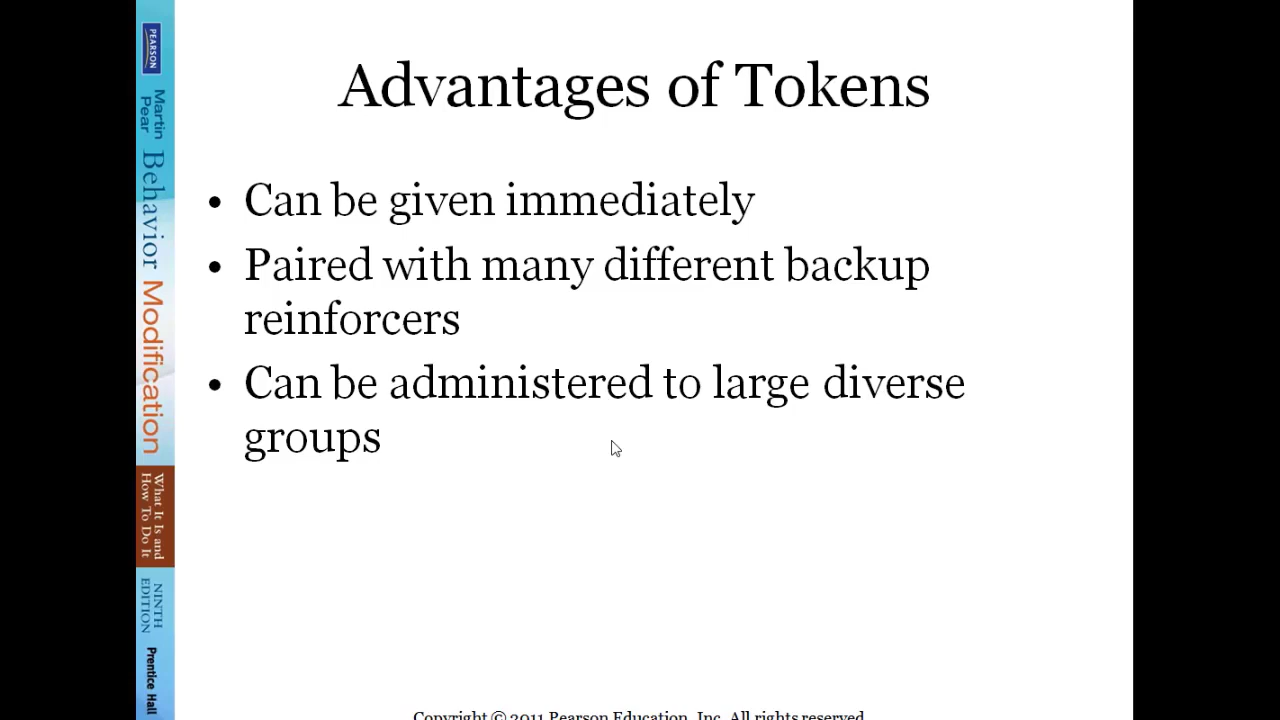 Advantages of Tokens
• Can be given immediately
• Paired with many different backup
reinforcers
• Can be administered to large diverse
groups
PEARSON
Martin
Pear
Behavior Modification
What It Is and
How To Do It
NINTH
EDITION
Prentice Hall
Copyright © 2011 Pearson Education, Inc. All rights reserved